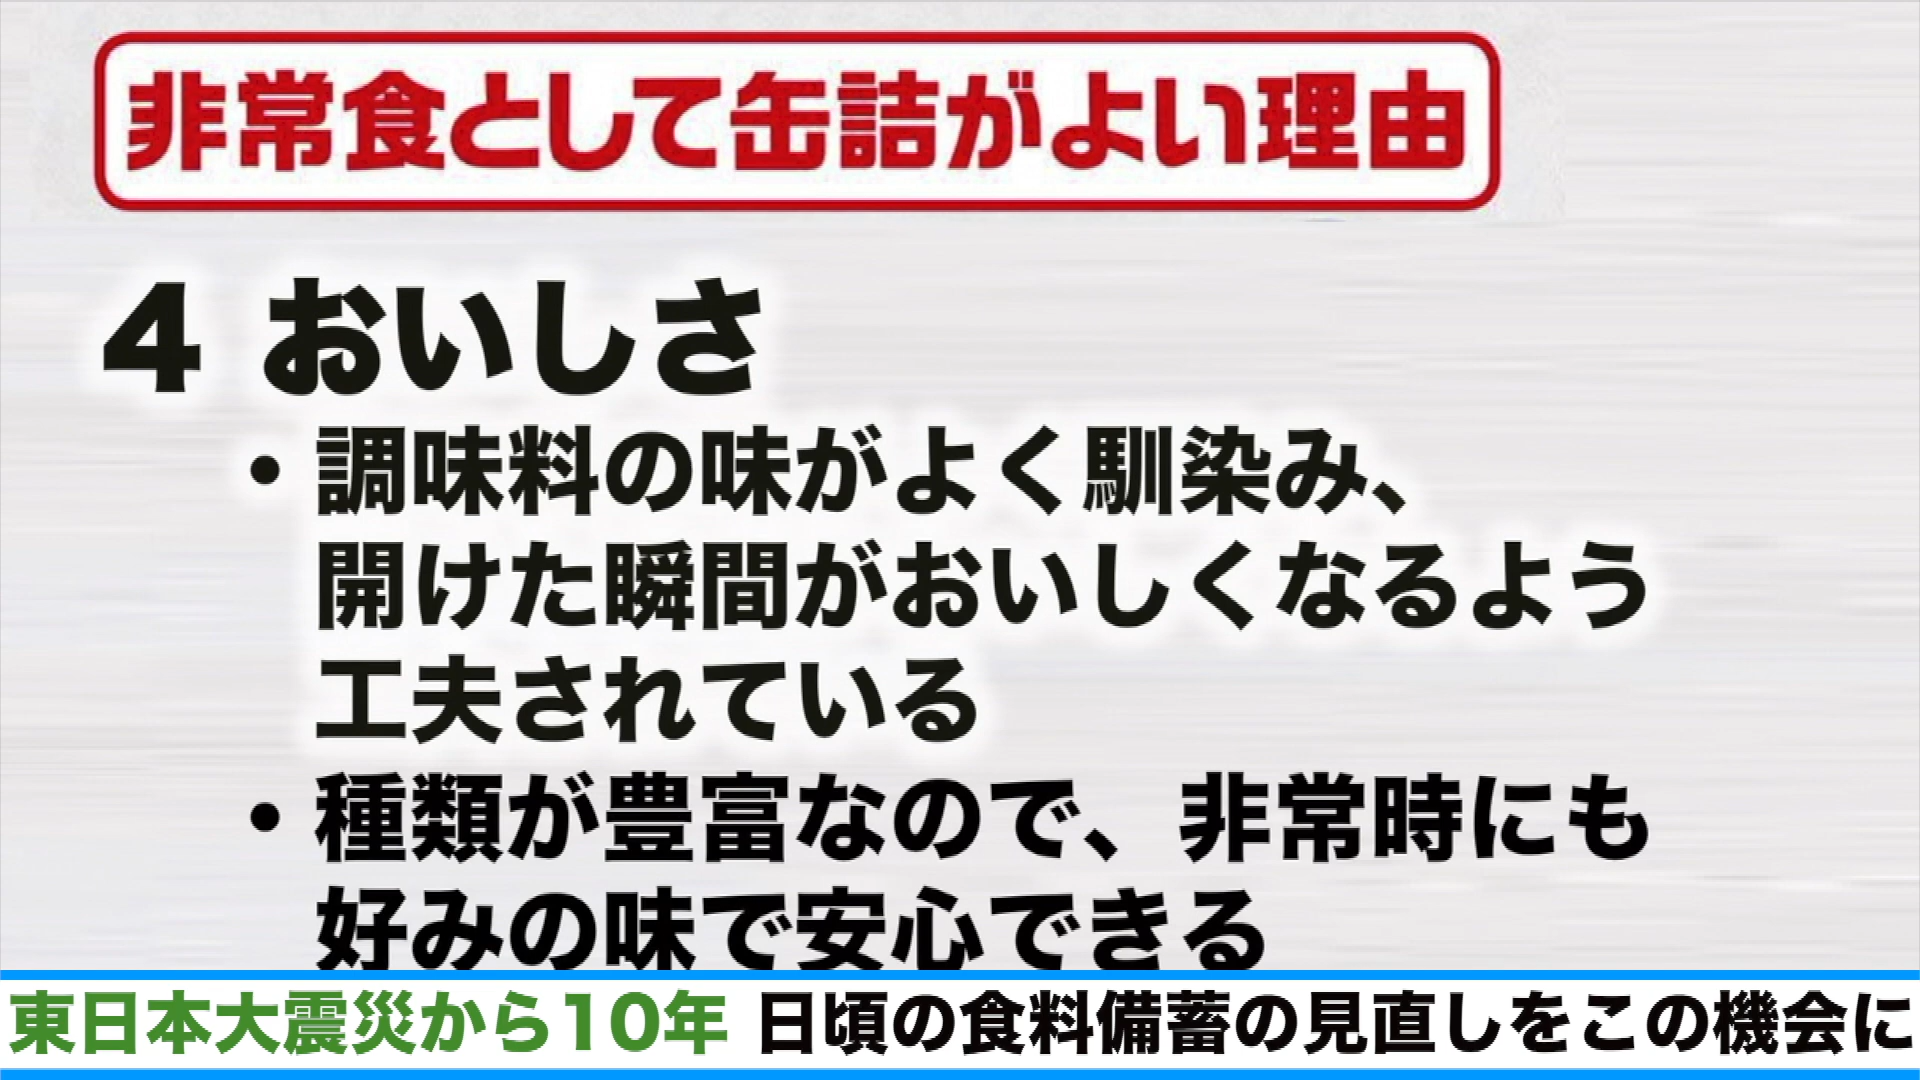 非常食として缶詰がよい理由
4 おいしさ
・調味料の味がよく馴染み、
開けた瞬間がおいしくなるよう
工夫されている
・種類が豊富なので、非常時にも
好みの味で安心できる
東日本大震災から10年 日頃の食料備蓄の見直しをこの機会に